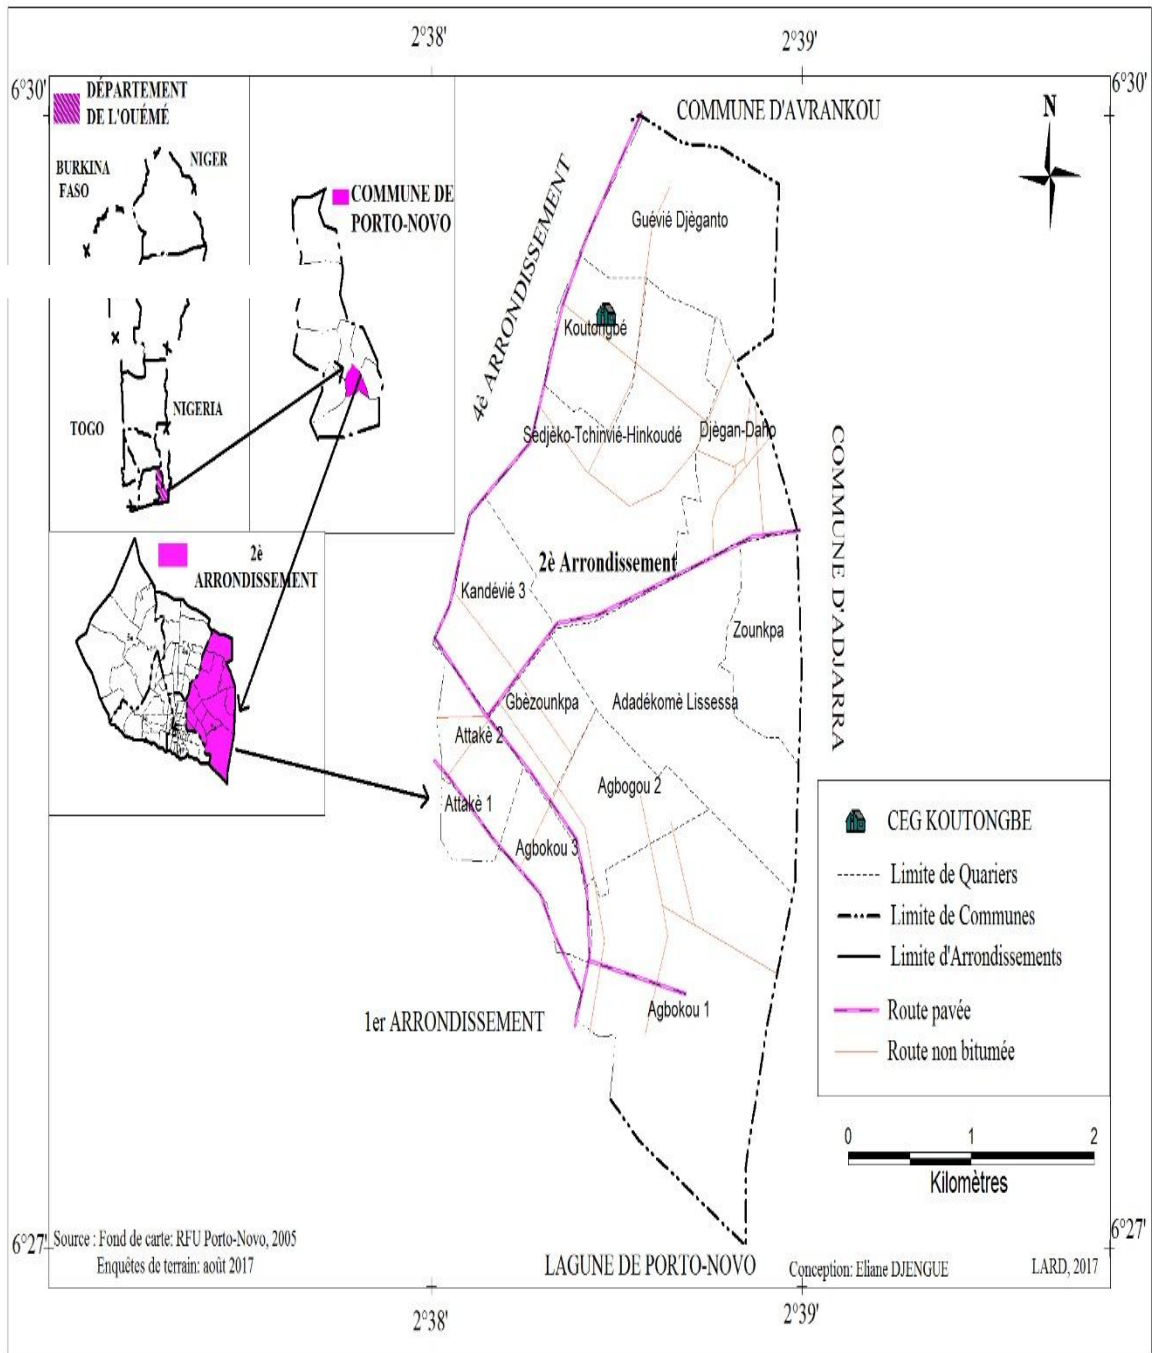 2°38'
2°39'
6°30'
6°30'
DÉPARTEMENT
DE L'OUÉMÉ
BURKINA
FASO
NIGER
COMMUNE DE
PORTO-NOVO
TOGO
NIGERIA
2è
ARRONDISSEMENT
COMMUNE D'AVRANKOU
N
4è ARRONDISSEMENT
Guévié Djèganto
Koutongbé
Sédjèko-Tchinvié-Hinkoudé
Djègan-Daho
COMMUNE D'ADJARRA
2è Arrondissement
Kandévié 3
Zounkpa
Gbèzounkpa
Adadékomè Lissessa
Attakè 2
Agbogou 2
Attakè 1
Agbokou 3
Agbokou 1
1er ARRONDISSEMENT
CEG KOUTONGBE
Limite de Quariers
Limite de Communes
Limite d'Arrondissements
Route pavée
Route non bitumée
0 1 2
Kilomètres
6°27'
6°27'
Source : Fond de carte: RFU Porto-Novo, 2005
Enquêtes de terrain: août 2017
LAGUNE DE PORTO-NOVO
Conception: Eliane DJENGUE
LARD, 2017
2°38'
2°39'